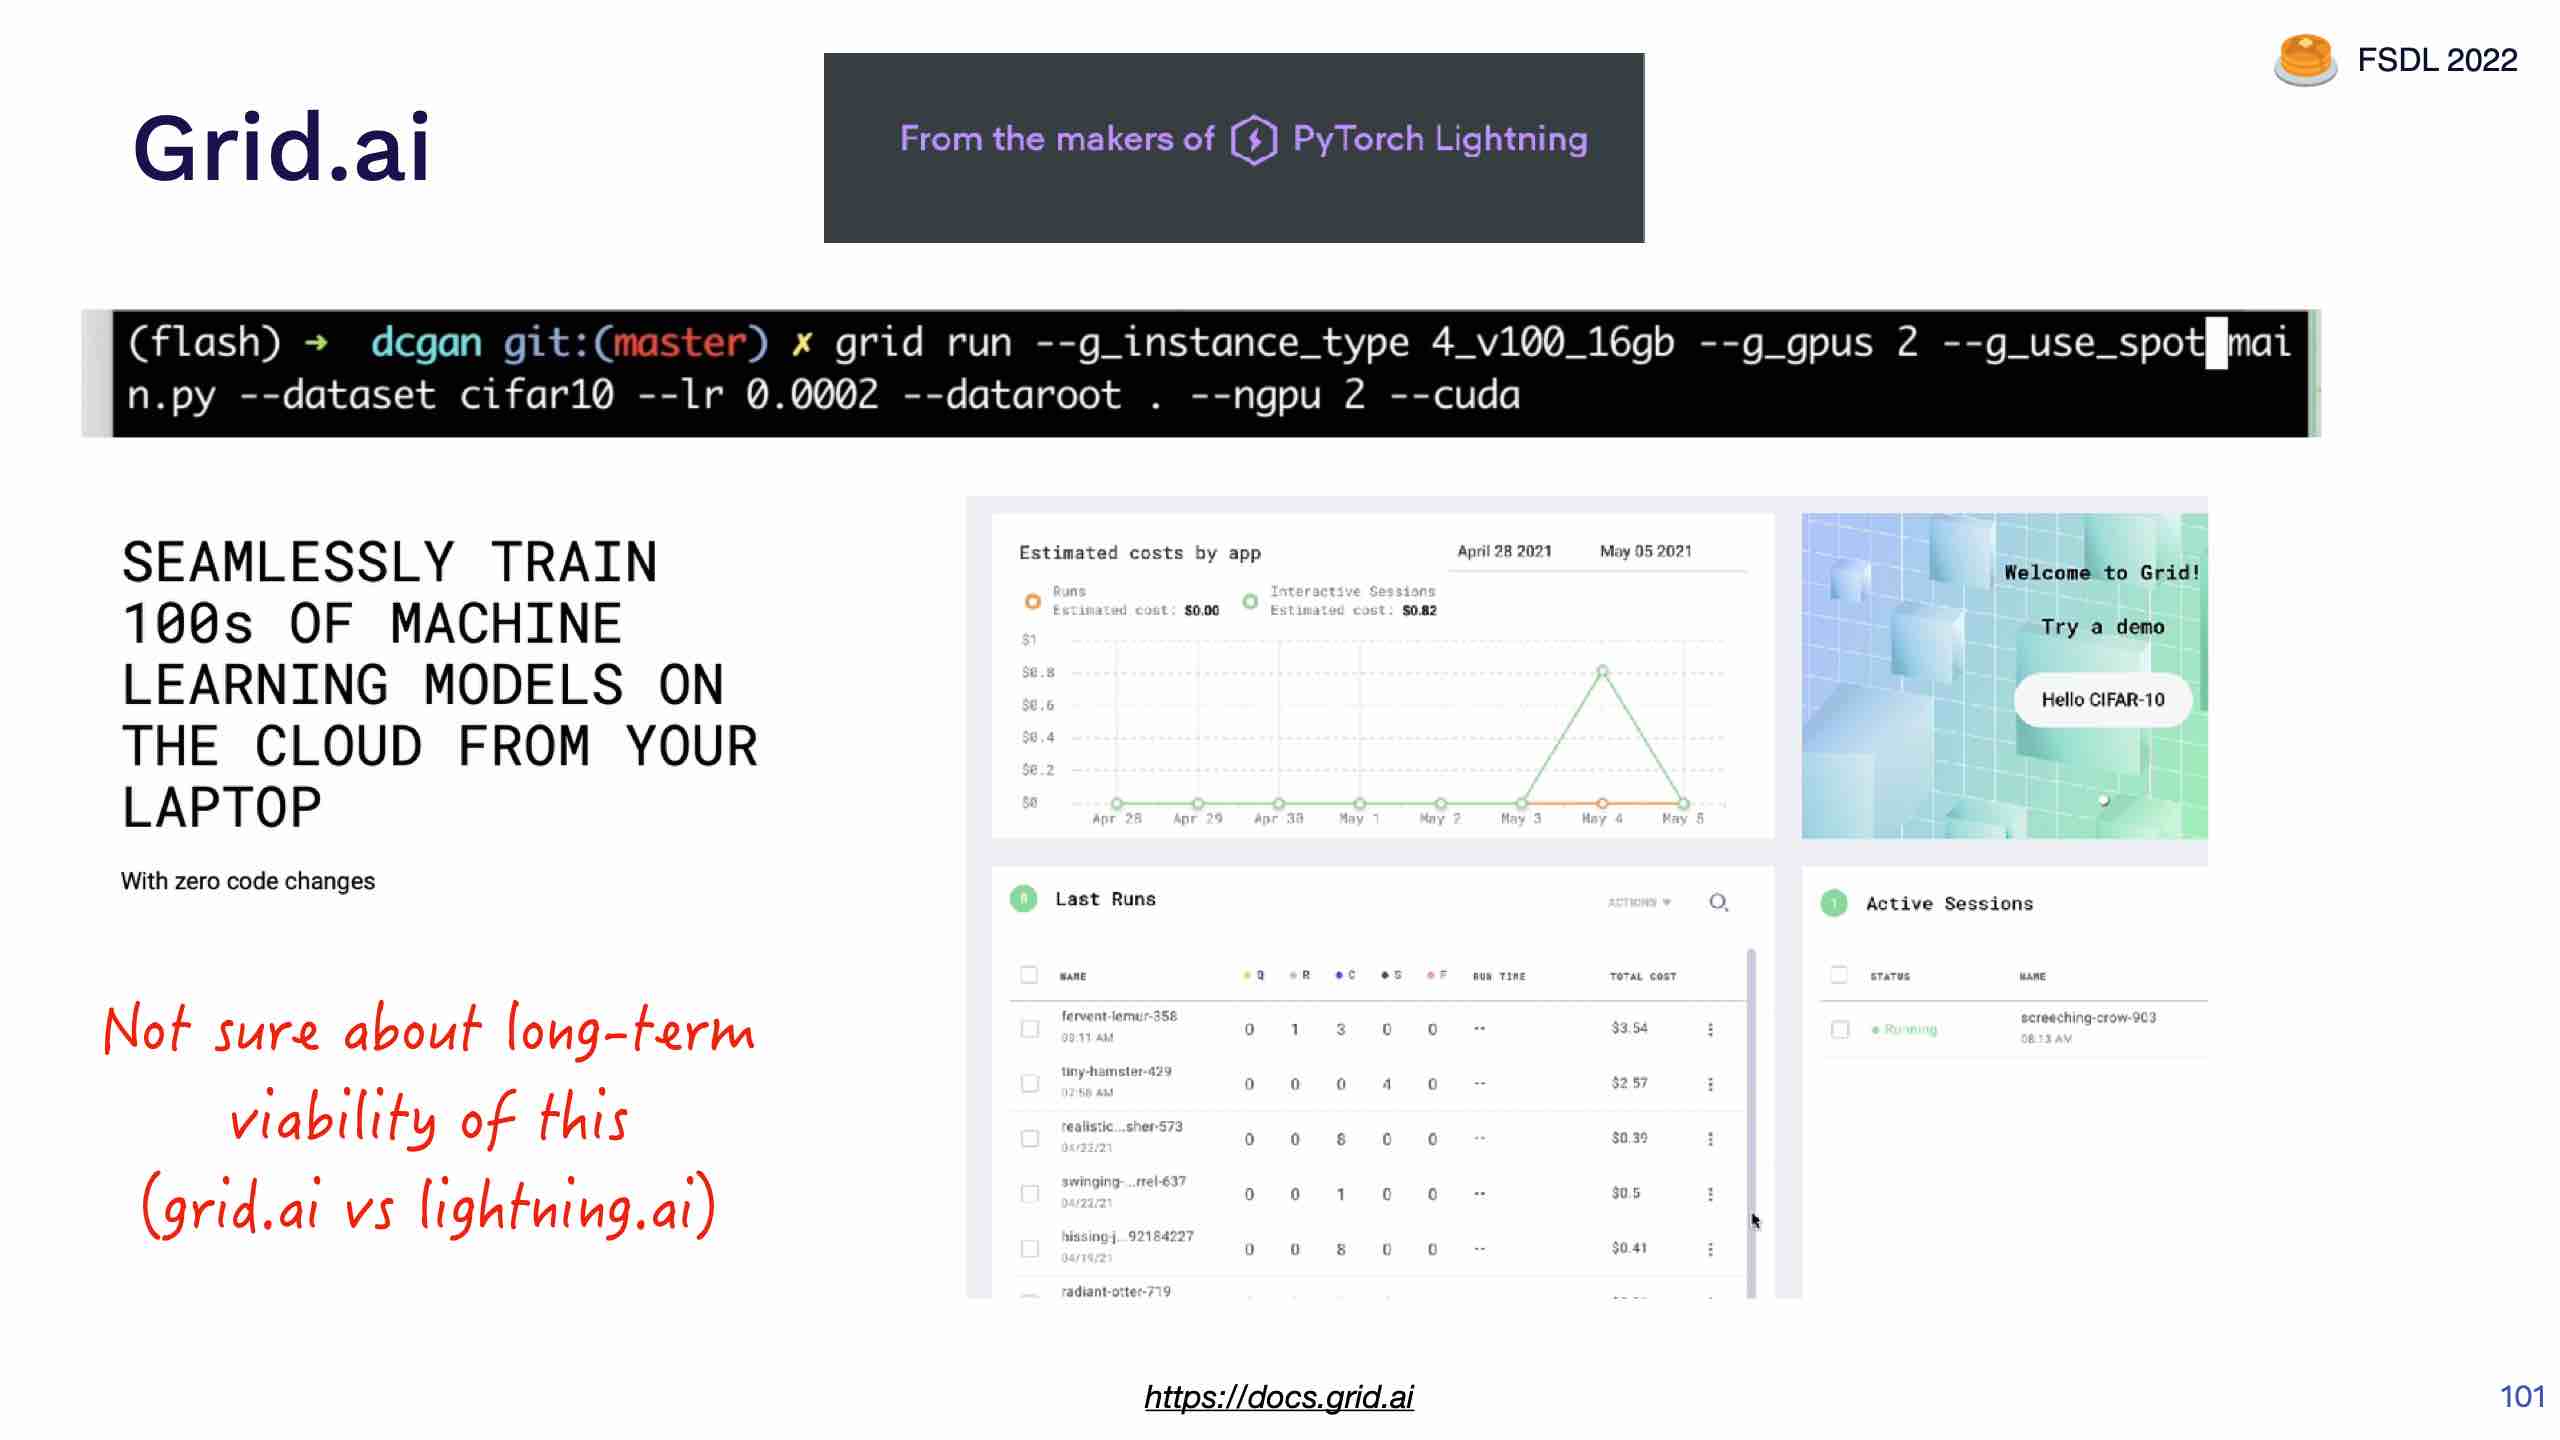 FSDL 2022
Grid.ai
From the makers of PyTorch Lightning
(flash) → dcgan git:(master) ✗ grid run --g_instance_type 4_v100_16gb --g_gpus 2 --g_use_spot mai
n.py --dataset cifar10 --lr 0.0002 --dataroot . --ngpu 2 --cuda
SEAMLESSLY TRAIN
100s OF MACHINE
LEARNING MODELS ON
THE CLOUD FROM YOUR
LAPTOP
With zero code changes
Not sure about long-term
viability of this
(grid.ai vs lightning.ai)
Estimated costs by app
April 28 2021 May 05 2021
Runs
Estimated cost: $0.00
Interactive Sessions
Estimated cost: $0.82
$1
$0.8
$0.6
$0.4
$0.2
$0
Apr 28 Apr 29 Apr 30 May 1 May 2 May 3 May 4 May 5
Welcome to Grid!
Try a demo
Hello CIFAR-10
Last Runs
ACTIONS
NAME Q R C S F RUN TIME TOTAL COST
fervent-lemur-358
08:11 AM
0 1 3 0 0 -- $3.54
tiny-hamster-429
07:58 AM
0 0 0 4 0 -- $2.57
realistic...sher-573
04/22/21
0 0 8 0 0 -- $0.39
swinging-...rrel-637
04/22/21
0 0 1 0 0 -- $0.5
hissing-j...92184227
04/19/21
0 0 8 0 0 -- $0.41
radiant-otter-719
1 Active Sessions
STATUS NAME
Running
screeching-crow-903
08:13 AM
https://docs.grid.ai
101